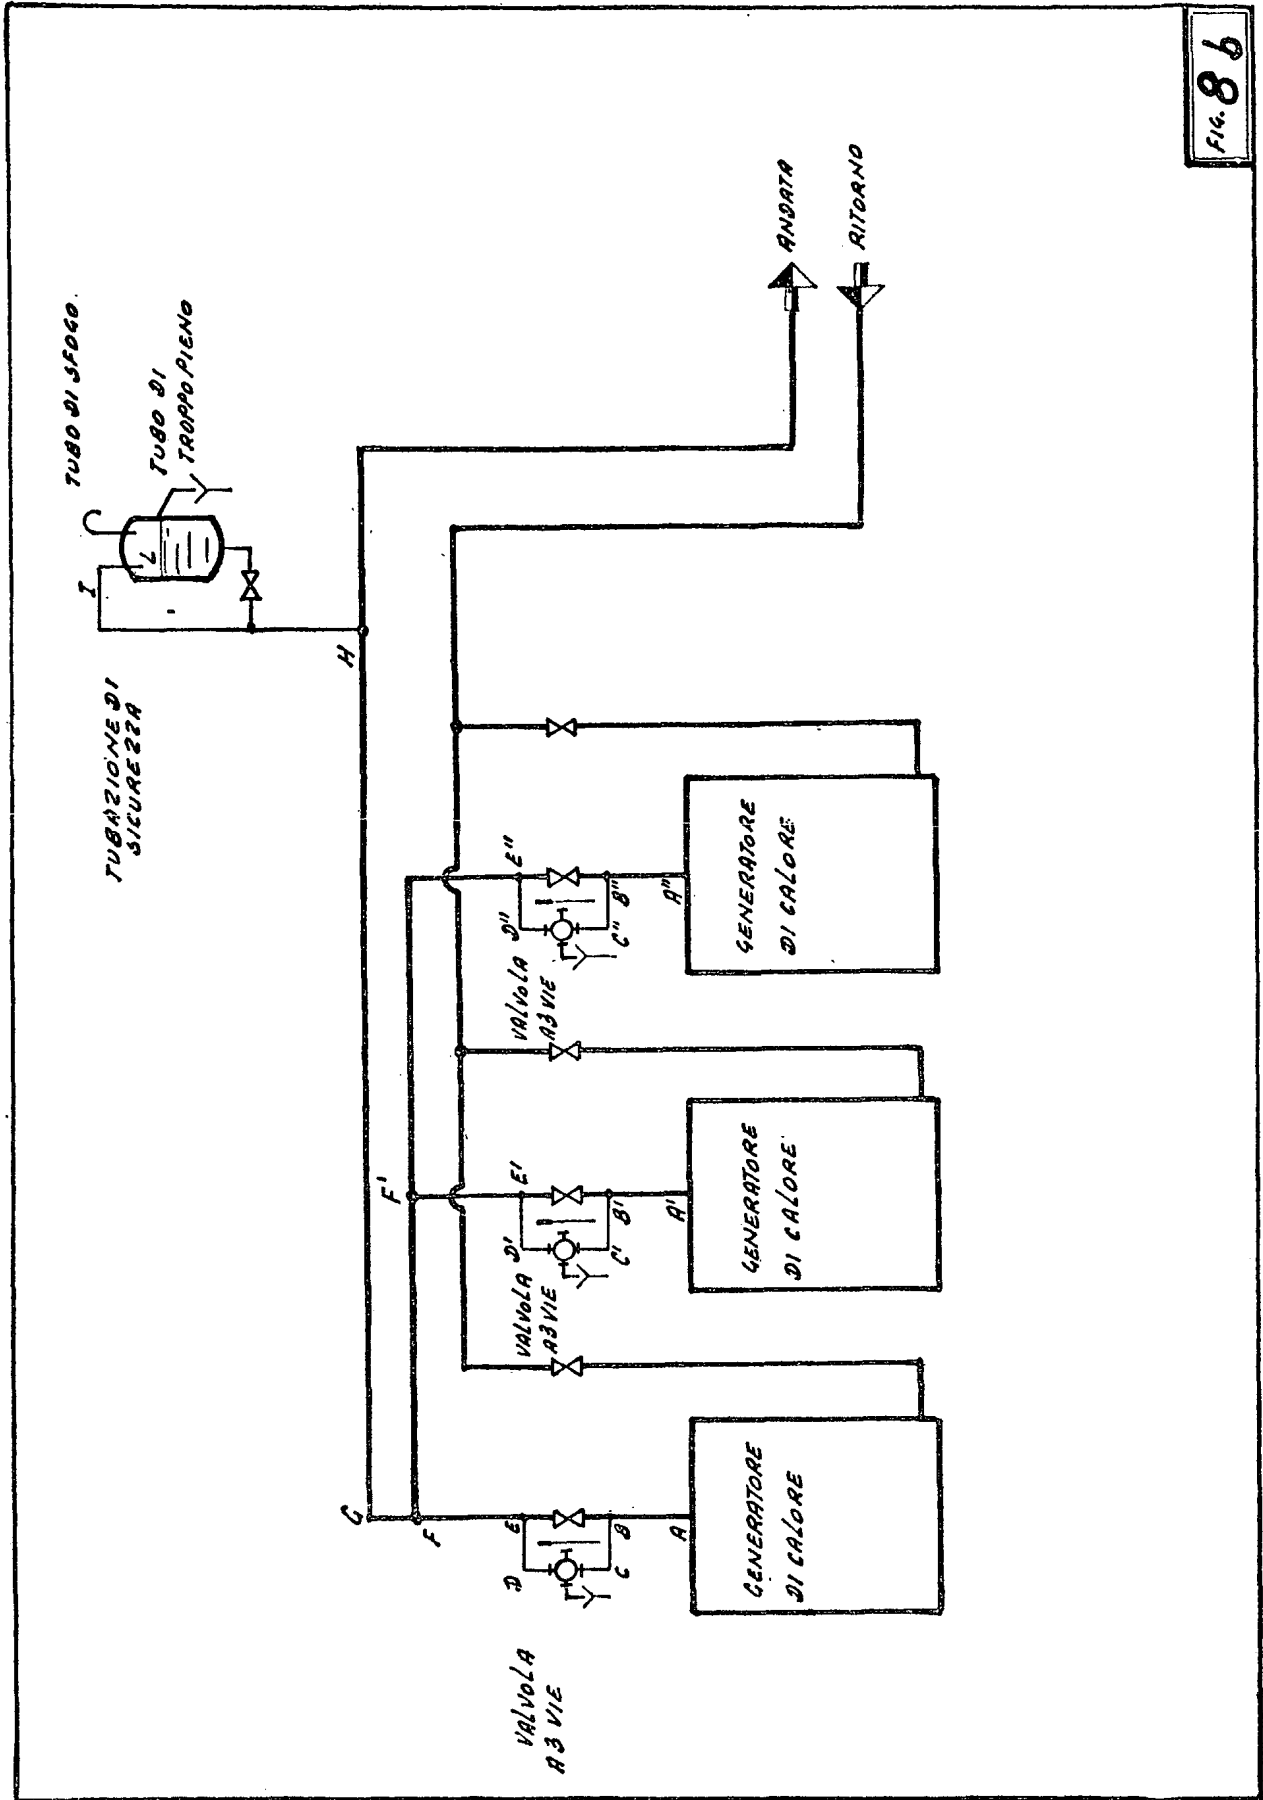 TUBAZIONE DI
SICUREZZA
I
L
TUBO DI SFOGO
TUBO DI
TROPPO PIENO
H
G
F
F'
VALVOLA
A 3 VIE
D
E
C
B
A
VALVOLA
A 3 VIE
D'
E'
C'
B'
A'
VALVOLA
A 3 VIE
D"
E"
C"
B"
A"
GENERATORE
DI CALORE
GENERATORE
DI CALORE
GENERATORE
DI CALORE
ANDATA
RITORNO
FIG. 8 b